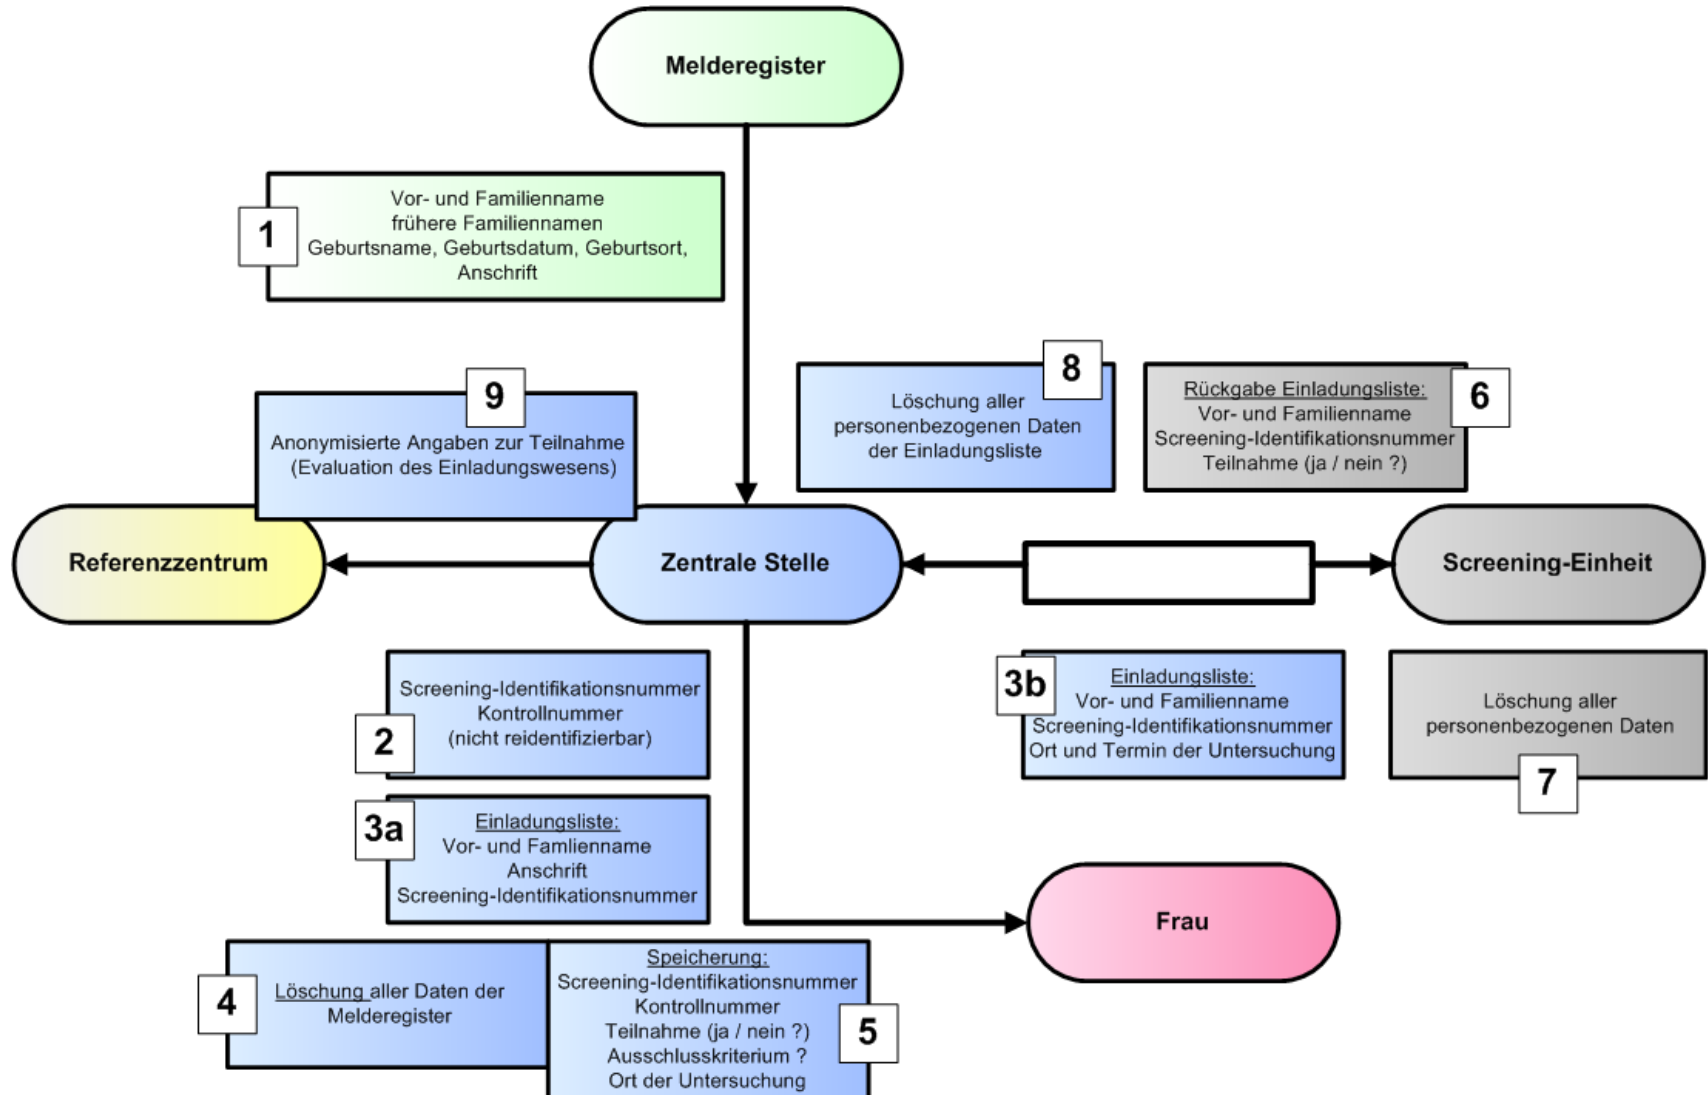 Melderegister
1
Vor- und Familienname
frühere Familiennamen
Geburtsname, Geburtsdatum, Geburtsort,
Anschrift
9
Anonymisierte Angaben zur Teilnahme
(Evaluation des Einladungswesens)
8
Löschung aller
personenbezogenen Daten
der Einladungsliste
6
Rückgabe Einladungsliste:
Vor- und Familienname
Screening-Identifikationsnummer
Teilnahme (ja / nein ?)
Referenzzentrum
Zentrale Stelle
Screening-Einheit
2
Screening-Identifikationsnummer
Kontrollnummer
(nicht reidentifizierbar)
3b
Einladungsliste:
Vor- und Familienname
Screening-Identifikationsnummer
Ort und Termin der Untersuchung
Löschung aller
personenbezogenen Daten
7
3a
Einladungsliste:
Vor- und Famlienname
Anschrift
Screening-Identifikationsnummer
Frau
4
Löschung aller Daten der
Melderegister
Speicherung:
Screening-Identifikationsnummer
Kontrollnummer
Teilnahme (ja / nein ?)
Ausschlusskriterium ?
Ort der Untersuchung
5